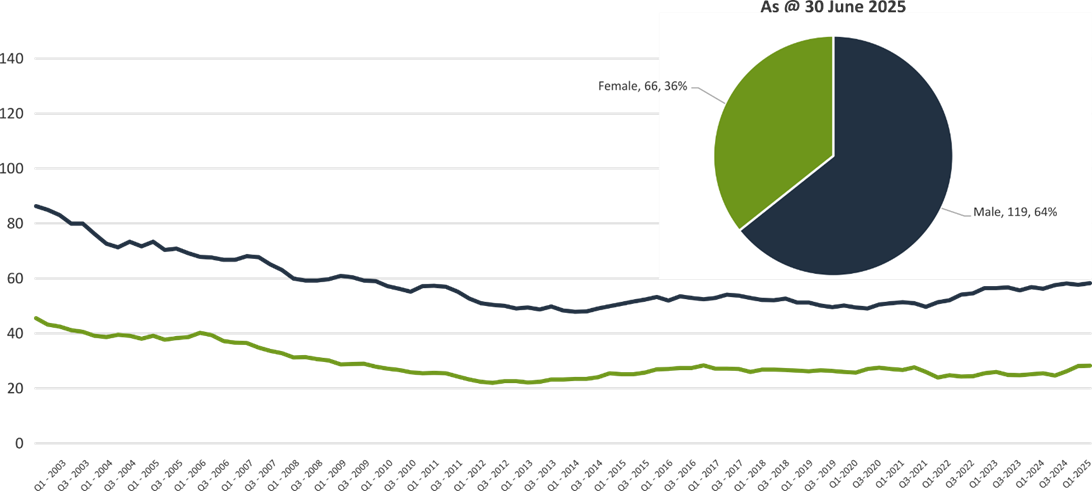 As @ 30 June 2025
Female, 66, 36%
Male, 119, 64%
140
120
100
80
60
40
20
0
Q1 - 2003
Q3 - 2003
Q1 - 2004
Q4 - 2004
Q1 - 2005
Q3 - 2005
Q1 - 2006
Q3 - 2006
Q1 - 2007
Q3 - 2007
Q1 - 2008
Q3 - 2008
Q1 - 2009
Q3 - 2009
Q1 - 2010
Q3 - 2010
Q1 - 2011
Q3 - 2011
Q1 - 2012
Q3 - 2012
Q1 - 2013
Q3 - 2013
Q1 - 2014
Q3 - 2014
Q1 - 2015
Q3 - 2015
Q1 - 2016
Q3 - 2016
Q1 - 2017
Q3 - 2017
Q1 - 2018
Q3 - 2018
Q1 - 2019
Q3 - 2019
Q1 -2020
Q3 - 2020
Q1 - 2021
Q3 - 2021
Q1 -2022
Q3 - 2022
Q1 - 2023
Q3 - 2023
Q1 - 2024
Q3 - 2024
Q1- 2025